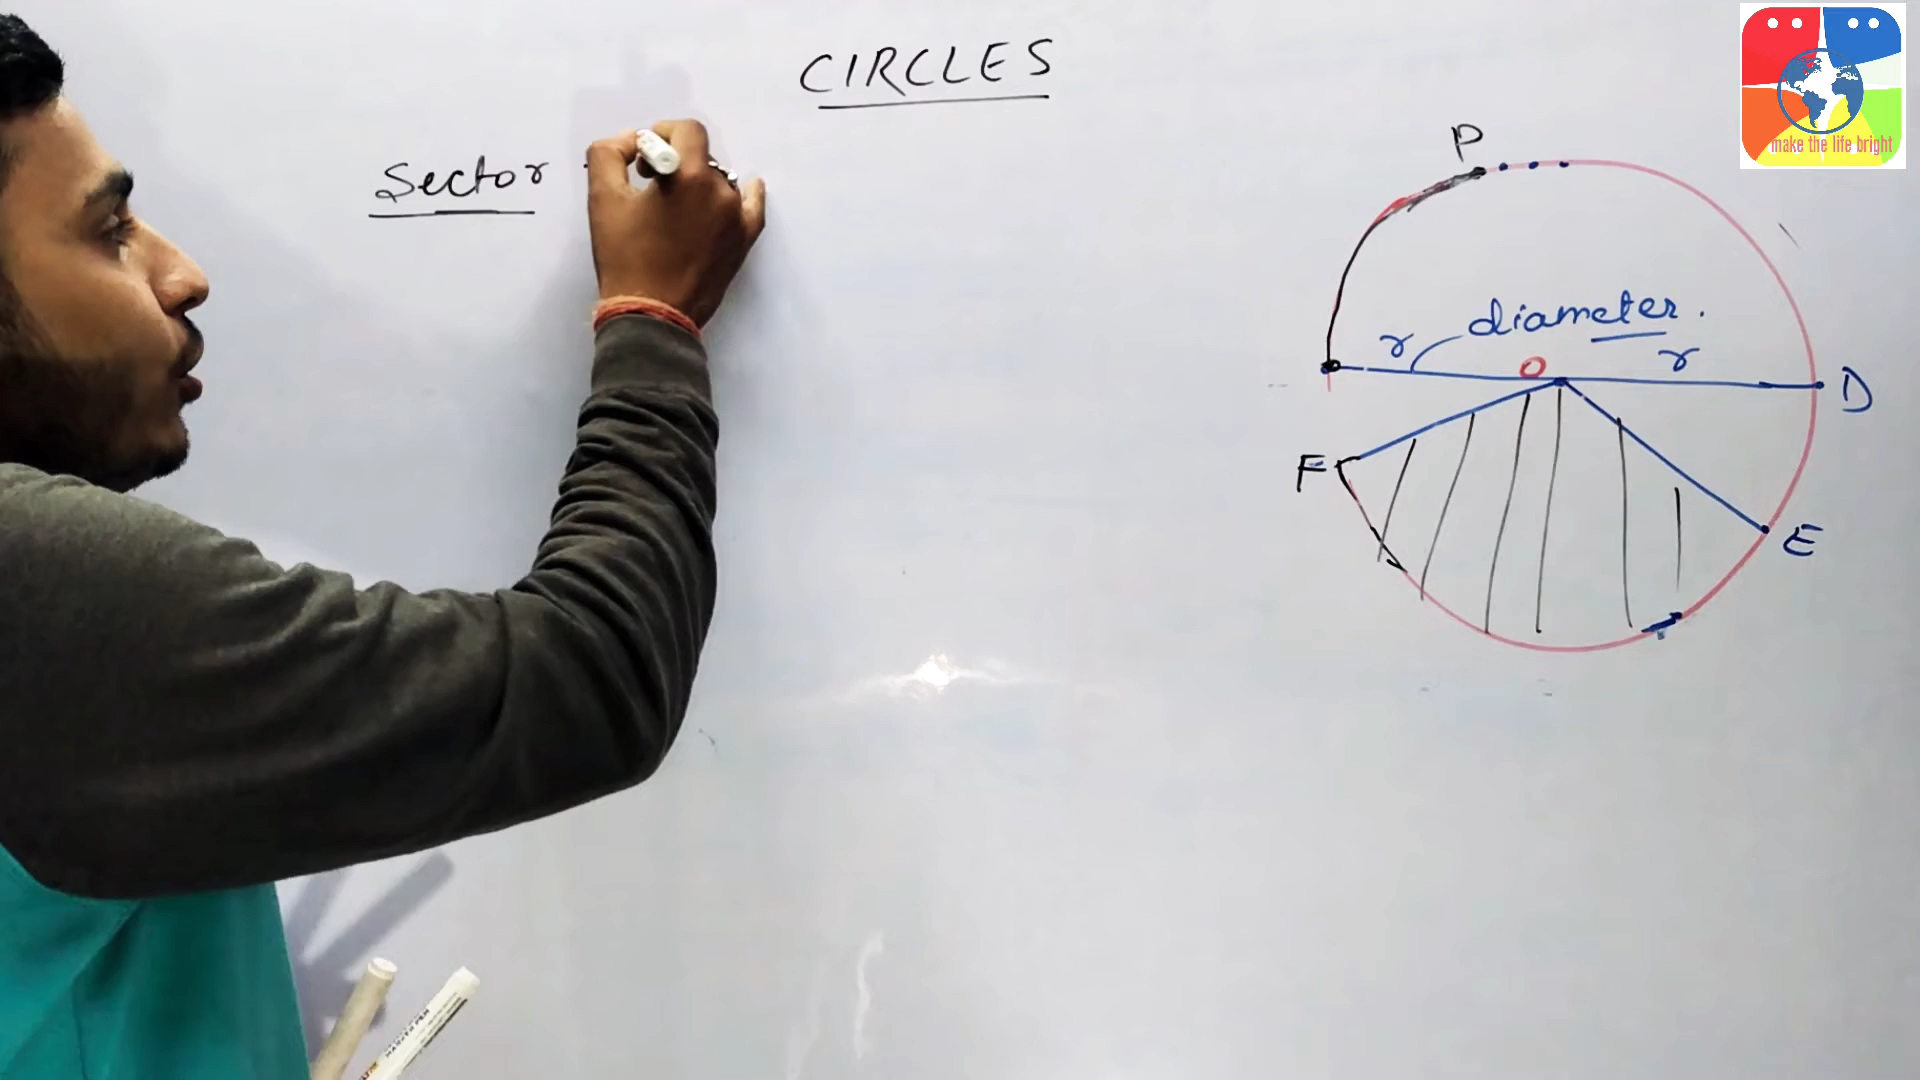 CIRCLES
make the life bright
P
Sector
diameter.
r
r
O
D
F
E